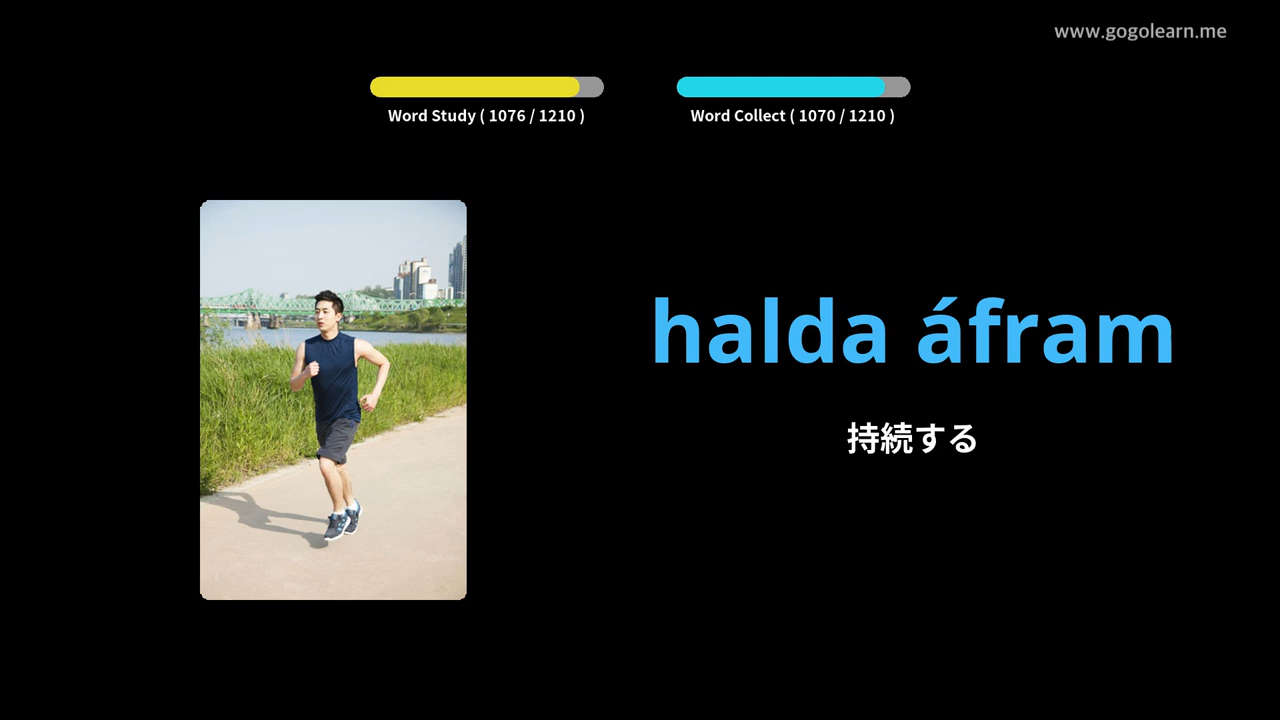 www.gogolearn.me
Word Study ( 1076 / 1210 )
Word Collect ( 1070 / 1210 )
halda áfram
持続する